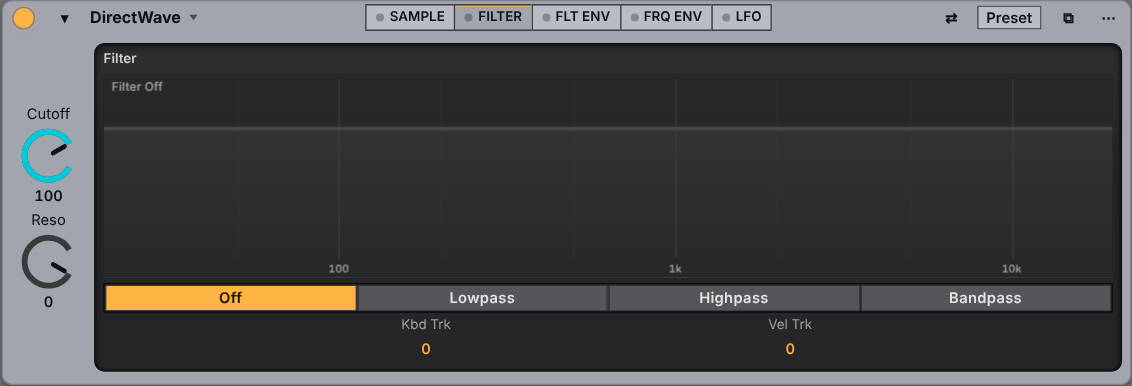 DirectWave
SAMPLE
FILTER
FLT ENV
FRQ ENV
LFO
Preset
Filter
Filter Off
Cutoff
100
Reso
0
100
1k
10k
Off
Lowpass
Highpass
Bandpass
Kbd Trk
Vel Trk
0
0